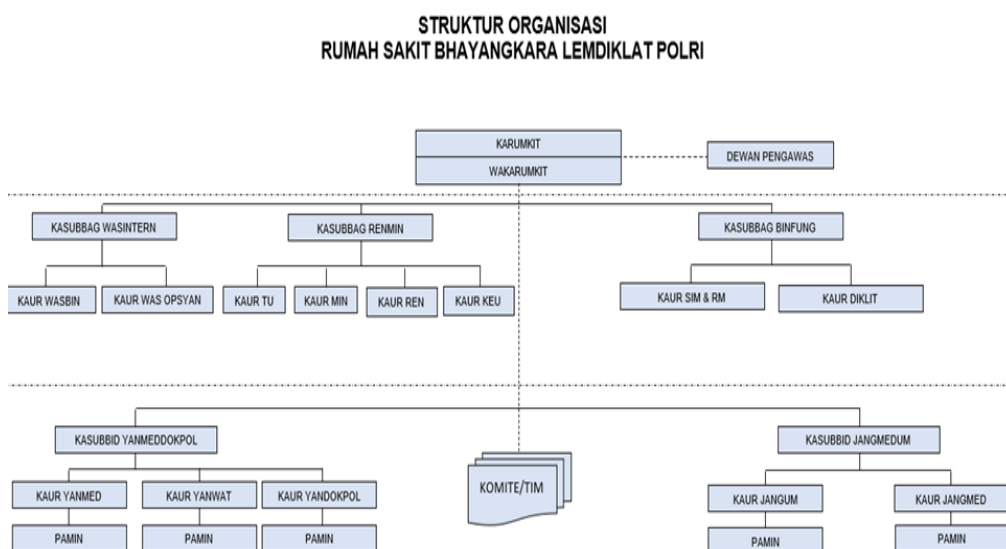 STRUKTUR ORGANISASI
RUMAH SAKIT BHAYANGKARA LEMDIKLAT POLRI
KARUMKIT
WAKARUMKIT
DEWAN PENGAWAS
KASUBBAG WASINTERN
KASUBBAG RENMIN
KASUBBAG BINFUNG
KAUR WASBIN
KAUR WAS OPSYAN
KAUR TU
KAUR MIN
KAUR REN
KAUR KEU
KAUR SIM & RM
KAUR DIKLIT
KASUBBID YANMEDDOKPOL
KASUBBID JANGMEDUM
KAUR YANMED
KAUR YANWAT
KAUR YANDOKPOL
KOMITE/TIM
KAUR JANGUM
KAUR JANGMED
PAMIN
PAMIN
PAMIN
PAMIN
PAMIN